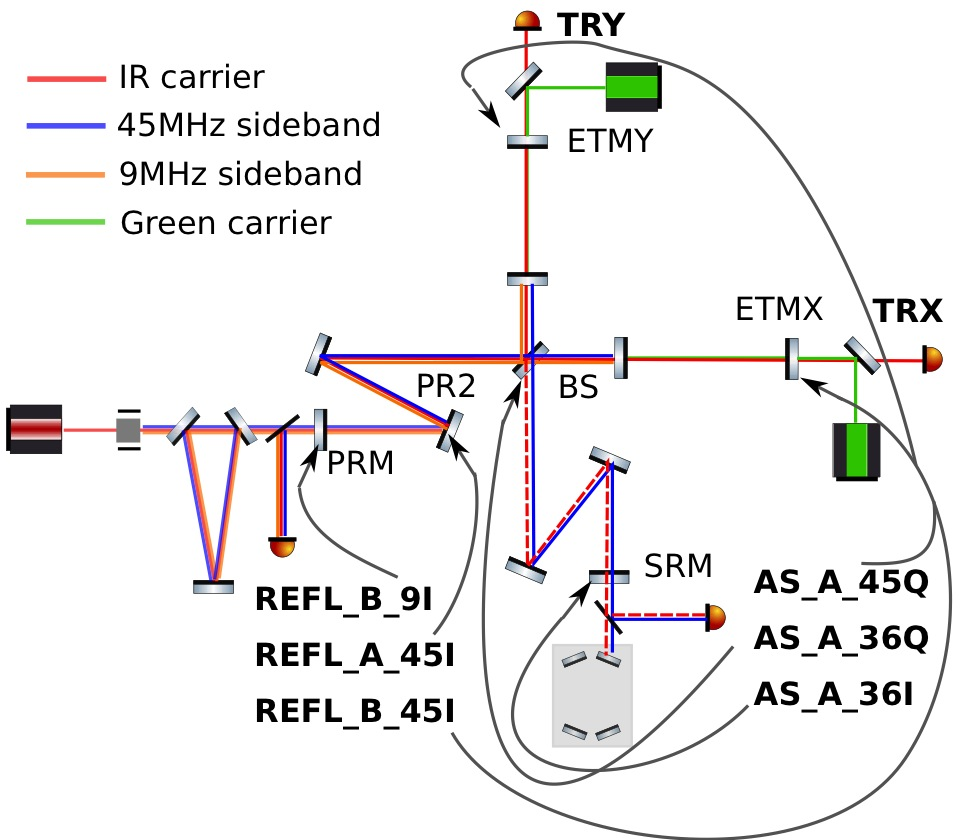 TRY
IR carrier
45MHz sideband
ETMY
9MHz sideband
Green carrier
ETMX
TRX
PR2
BS
PRM
SRM
REFL_B_9I
AS_A_45Q
REFL_A_45I
AS_A_36Q
REFL_B_45I
AS_A_36I